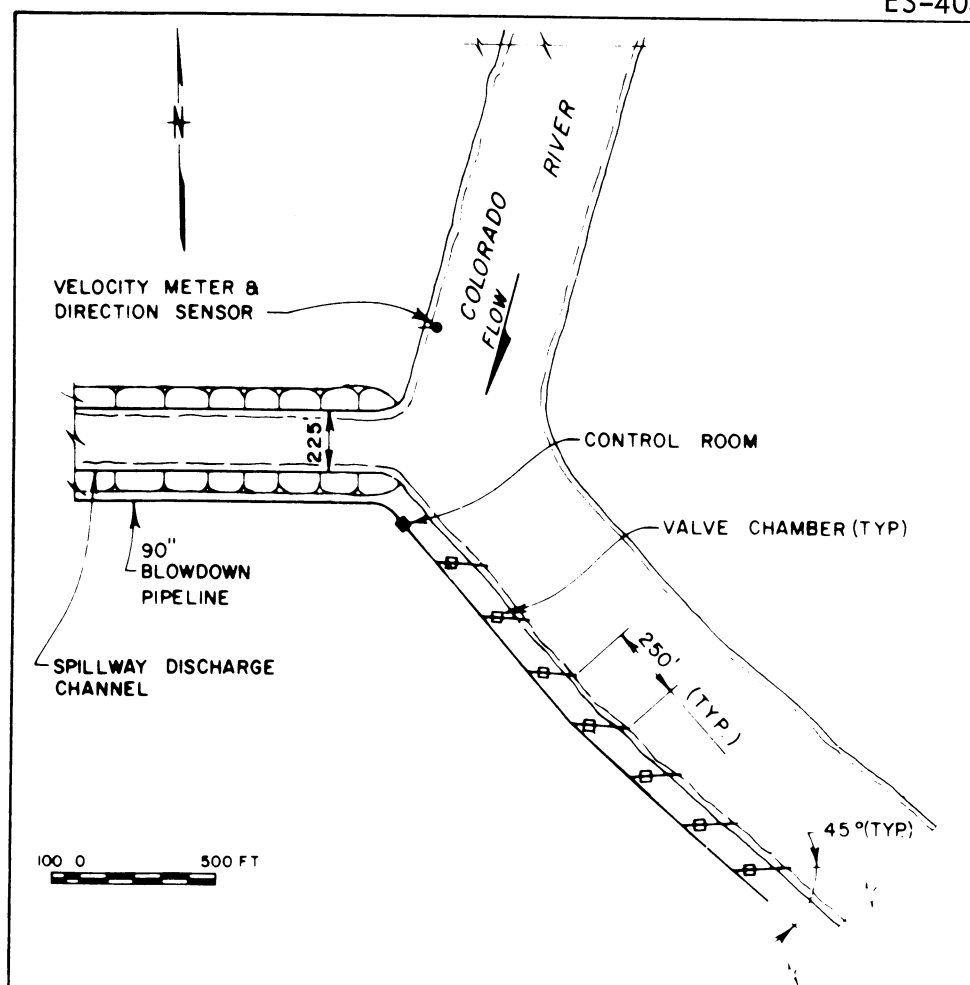 COLORADO RIVER
FLOW
VELOCITY METER &
DIRECTION SENSOR
225'
CONTROL ROOM
VALVE CHAMBER (TYP)
90"
BLOWDOWN
PIPELINE
SPILLWAY DISCHARGE
CHANNEL
250'
(TYP.)
45°(TYP.)
100 0 500 FT